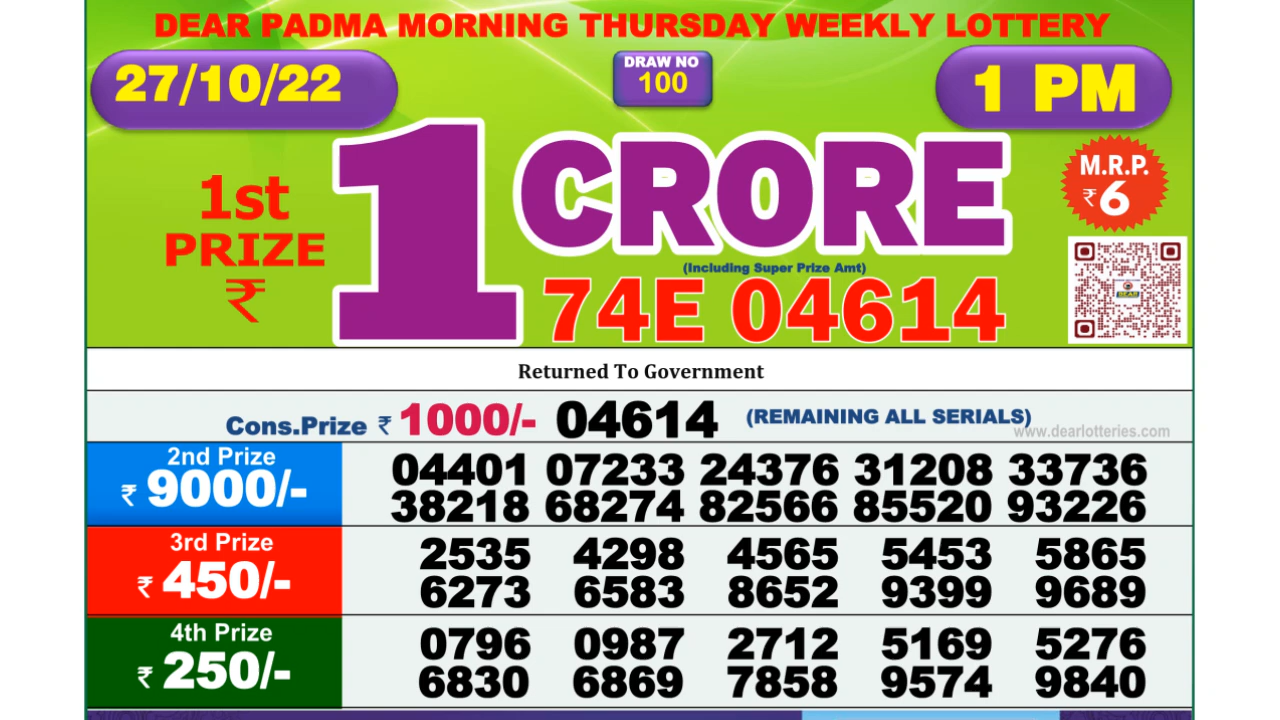 DEAR PADMA MORNING THURSDAY WEEKLY LOTTERY
27/10/22
DRAW NO
100
1 PM
1st
PRIZE
₹
1 CRORE
M.R.P.
₹6
(Including Super Prize Amt)
74E 04614
Returned To Government
Cons.Prize ₹ 1000/- 04614 (REMAINING ALL SERIALS)
www.dearlotteries.com
2nd Prize
₹ 9000/-
04401 07233 24376 31208 33736
38218 68274 82566 85520 93226
3rd Prize
₹ 450/-
2535 4298 4565 5453 5865
6273 6583 8652 9399 9689
4th Prize
₹ 250/-
0796 0987 2712 5169 5276
6830 6869 7858 9574 9840